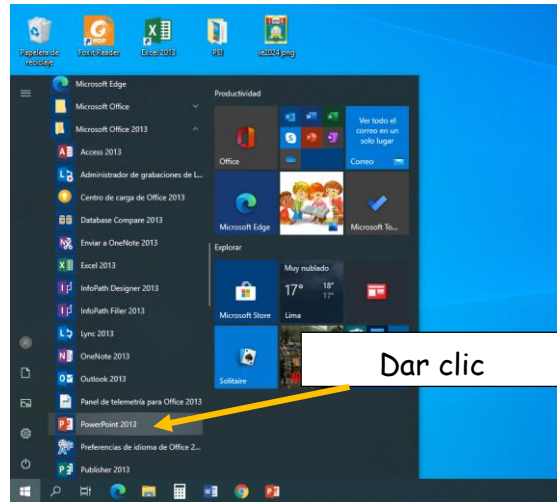 Papelera de
reciclaje
Foxit Reader
Excel 2013
PEI
ie2024 png
Microsoft Edge
Microsoft Office
Microsoft Office 2013
Access 2013
Administrador de grabaciones de L...
Centro de carga de Office 2013
Database Compare 2013
Enviar a OneNote 2013
Excel 2013
InfoPath Designer 2013
InfoPath Filler 2013
Lync 2013
OneNote 2013
Outlook 2013
Panel de telemetría para Office 2013
PowerPoint 2013
Preferencias de idioma de Office 2...
Publisher 2013
Productividad
Office
Ver todo el
correo en un
solo lugar
Correo
Microsoft Edge
Microsoft To...
Explorar
Microsoft Store
Muy nublado
17° 18°
17°
Lima
Solitaire
Dar clic